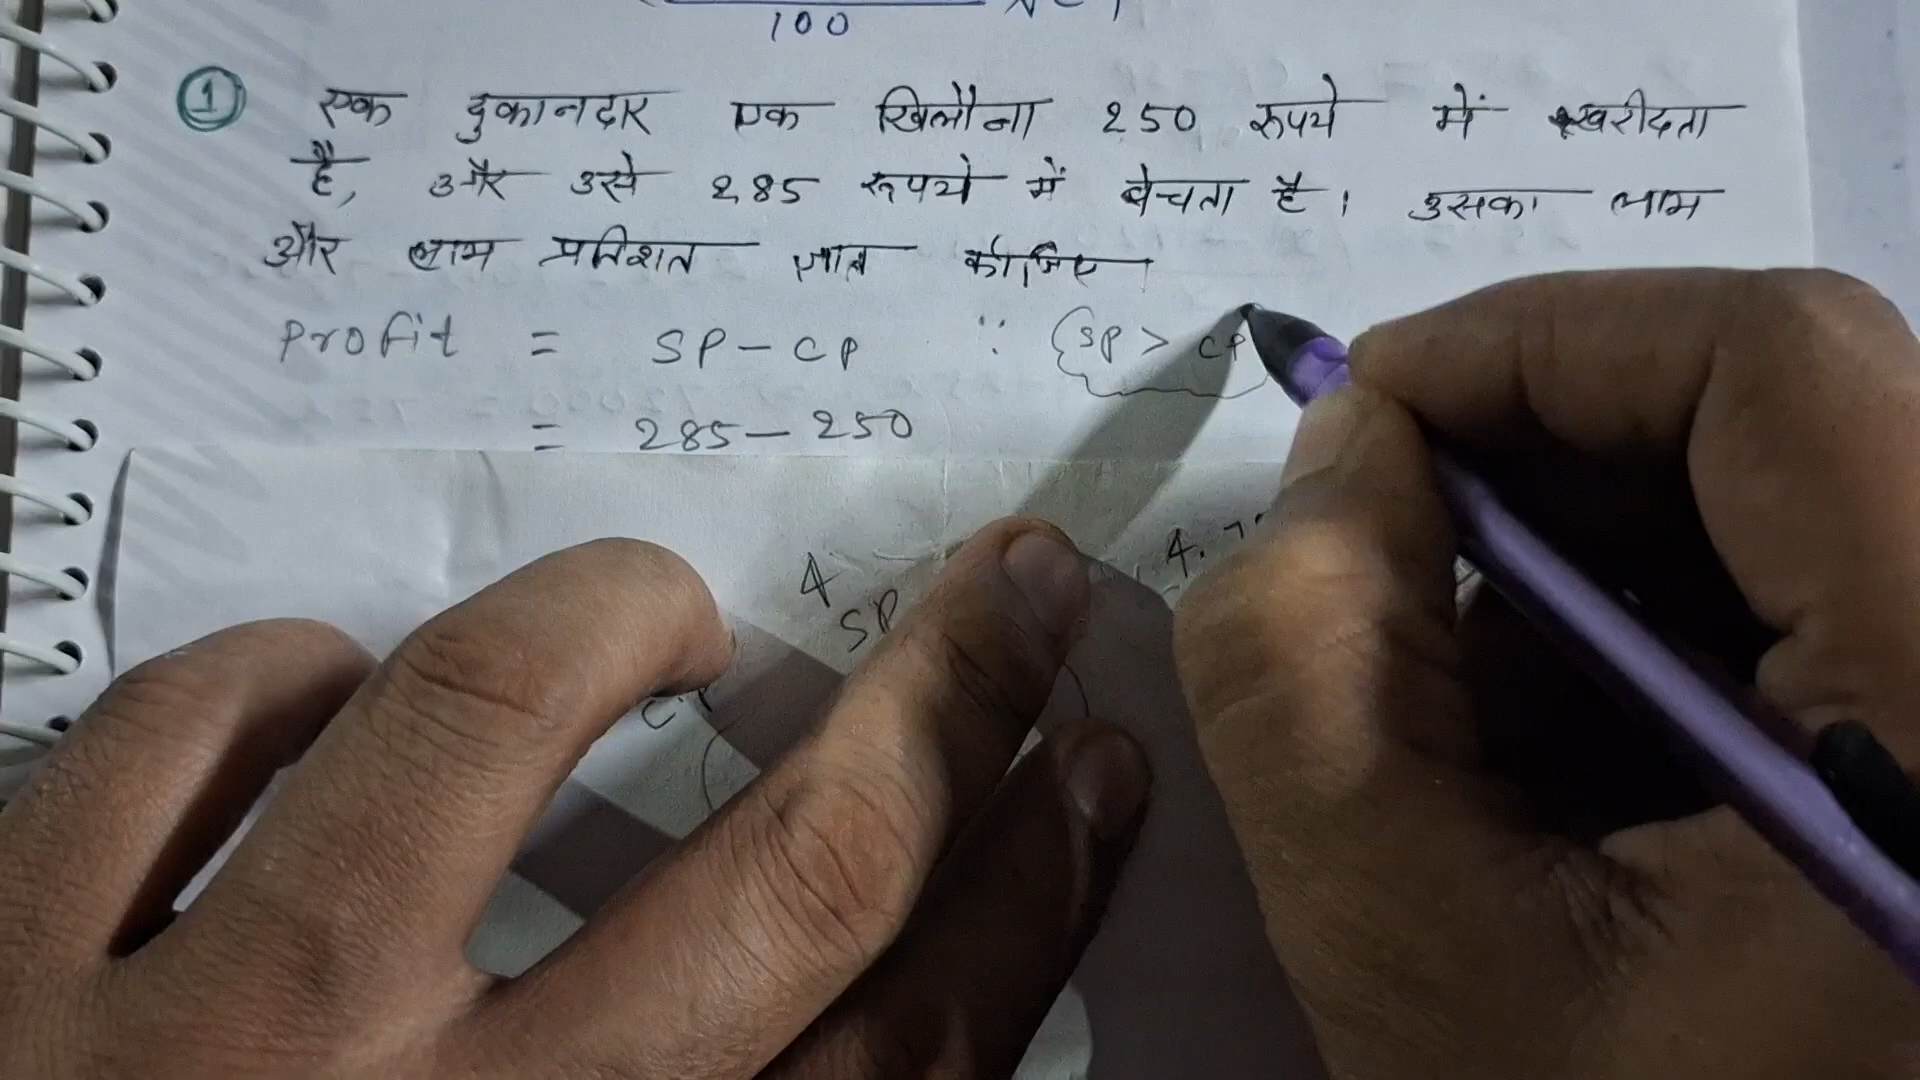 100
① एक दुकानदार एक खिलौना 250 रुपये में खरीदता
है, और उसे 285 रूपये में बेचता है। उसका लाभ
और लाभ प्रतिशत ज्ञात कीजिए।
Profit = SP - CP ∵ (SP > CP
= 285 - 250
4
SP